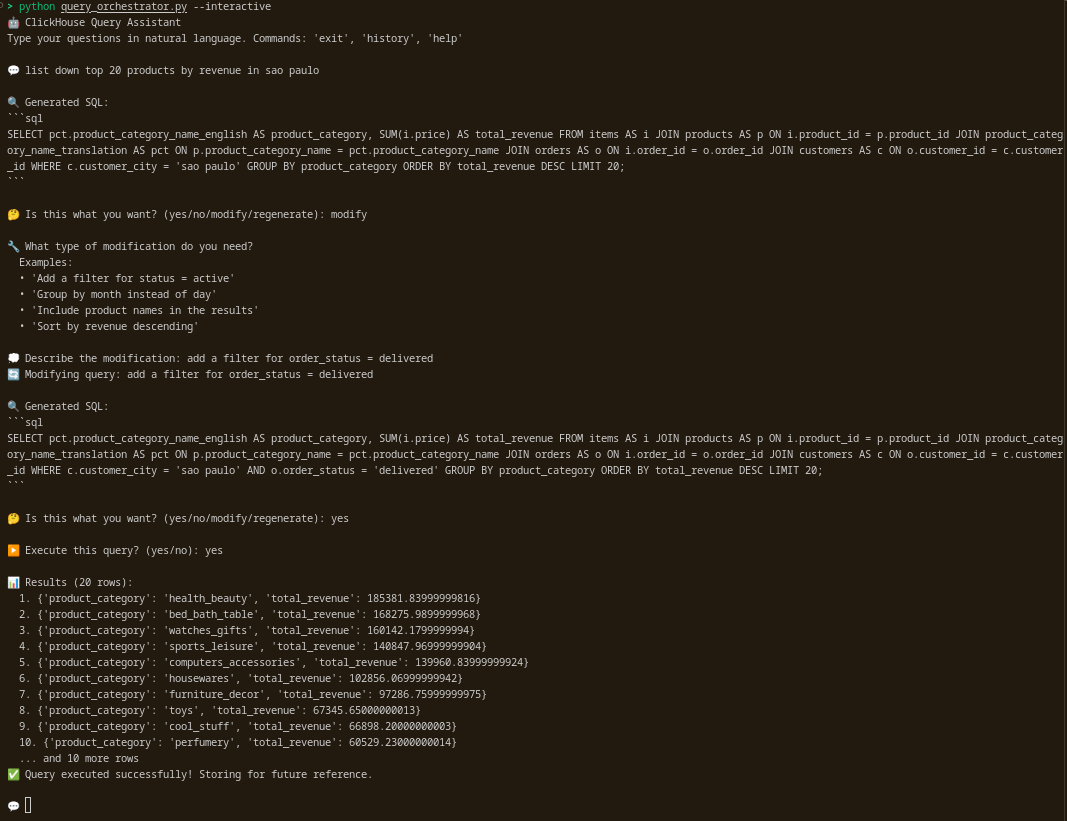 > python query_orchestrator.py --interactive
🤖 ClickHouse Query Assistant
Type your questions in natural language. Commands: 'exit', 'history', 'help'
💬 list down top 20 products by revenue in sao paulo
🔍 Generated SQL:
```sql
SELECT pct.product_category_name_english AS product_category, SUM(i.price) AS total_revenue FROM items AS i JOIN products AS p ON i.product_id = p.product_id JOIN product_categ
ory_name_translation AS pct ON p.product_category_name = pct.product_category_name JOIN orders AS o ON i.order_id = o.order_id JOIN customers AS c ON o.customer_id = c.customer
_id WHERE c.customer_city = 'sao paulo' GROUP BY product_category ORDER BY total_revenue DESC LIMIT 20;
```
🤔 Is this what you want? (yes/no/modify/regenerate): modify
🔧 What type of modification do you need?
Examples:
• 'Add a filter for status = active'
• 'Group by month instead of day'
• 'Include product names in the results'
• 'Sort by revenue descending'
💭 Describe the modification: add a filter for order_status = delivered
🔄 Modifying query: add a filter for order_status = delivered
🔍 Generated SQL:
```sql
SELECT pct.product_category_name_english AS product_category, SUM(i.price) AS total_revenue FROM items AS i JOIN products AS p ON i.product_id = p.product_id JOIN product_categ
ory_name_translation AS pct ON p.product_category_name = pct.product_category_name JOIN orders AS o ON i.order_id = o.order_id JOIN customers AS c ON o.customer_id = c.customer
_id WHERE c.customer_city = 'sao paulo' AND o.order_status = 'delivered' GROUP BY product_category ORDER BY total_revenue DESC LIMIT 20;
```
🤔 Is this what you want? (yes/no/modify/regenerate): yes
▶️ Execute this query? (yes/no): yes
📊 Results (20 rows):
1. {'product_category': 'health_beauty', 'total_revenue': 185381.83999999816}
2. {'product_category': 'bed_bath_table', 'total_revenue': 168275.9899999968}
3. {'product_category': 'watches_gifts', 'total_revenue': 160142.1799999994}
4. {'product_category': 'sports_leisure', 'total_revenue': 140847.96999999904}
5. {'product_category': 'computers_accessories', 'total_revenue': 139960.83999999924}
6. {'product_category': 'housewares', 'total_revenue': 102856.06999999942}
7. {'product_category': 'furniture_decor', 'total_revenue': 97286.75999999975}
8. {'product_category': 'toys', 'total_revenue': 67345.65000000013}
9. {'product_category': 'cool_stuff', 'total_revenue': 66898.20000000003}
10. {'product_category': 'perfumery', 'total_revenue': 60529.23000000014}
... and 10 more rows
✅ Query executed successfully! Storing for future reference.
💬